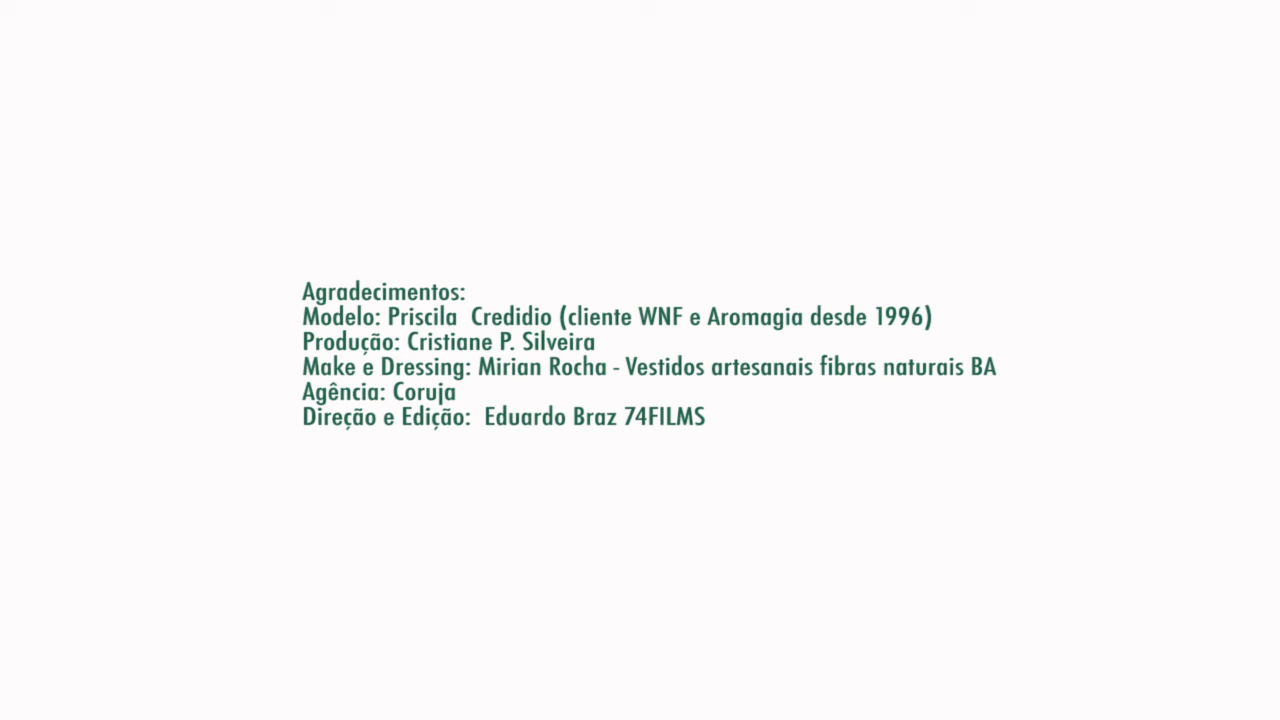 Agradecimentos:
Modelo: Priscila  Credidio (cliente WNF e Aromagia desde 1996)
Produção: Cristiane P. Silveira
Make e Dressing: Mirian Rocha - Vestidos artesanais fibras naturais BA
Agência: Coruja
Direção e Edição:  Eduardo Braz 74FILMS